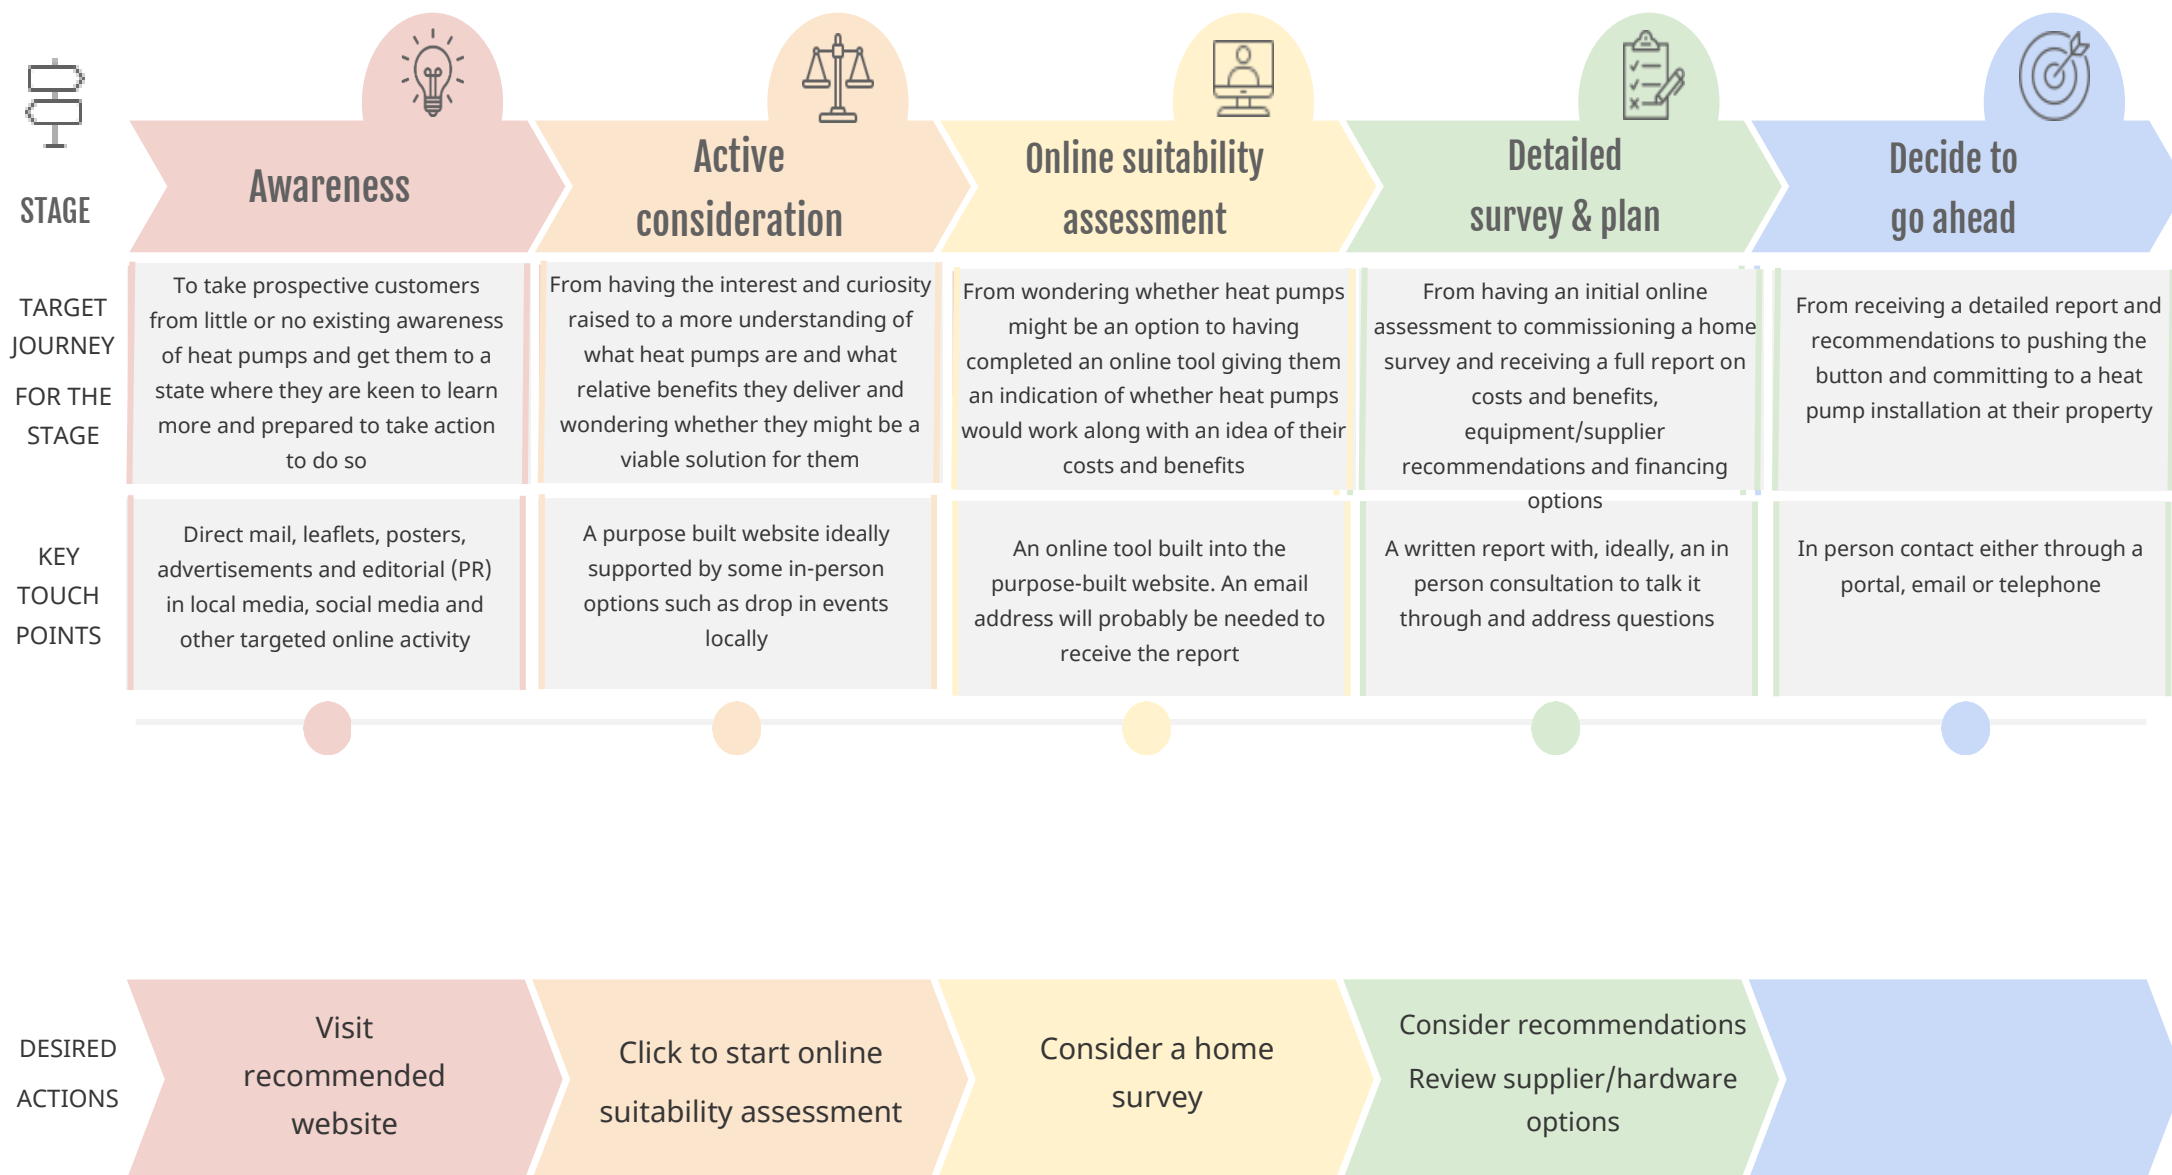 STAGE
Awareness
Active
consideration
Online suitability
assessment
Detailed
survey & plan
Decide to
go ahead
TARGET
JOURNEY
FOR THE
STAGE
To take prospective customers
from little or no existing awareness
of heat pumps and get them to a
state where they are keen to learn
more and prepared to take action
to do so
From having the interest and curiosity
raised to a more understanding of
what heat pumps are and what
relative benefits they deliver and
wondering whether they might be a
viable solution for them
From wondering whether heat pumps
might be an option to having
completed an online tool giving them
an indication of whether heat pumps
would work along with an idea of their
costs and benefits
From having an initial online
assessment to commissioning a home
survey and receiving a full report on
costs and benefits,
equipment/supplier
recommendations and financing
options
From receiving a detailed report and
recommendations to pushing the
button and committing to a heat
pump installation at their property
KEY
TOUCH
POINTS
Direct mail, leaflets, posters,
advertisements and editorial (PR)
in local media, social media and
other targeted online activity
A purpose built website ideally
supported by some in-person
options such as drop in events
locally
An online tool built into the
purpose-built website. An email
address will probably be needed to
receive the report
A written report with, ideally, an in
person consultation to talk it
through and address questions
In person contact either through a
portal, email or telephone
DESIRED
ACTIONS
Visit
recommended
website
Click to start online
suitability assessment
Consider a home
survey
Consider recommendations
Review supplier/hardware
options